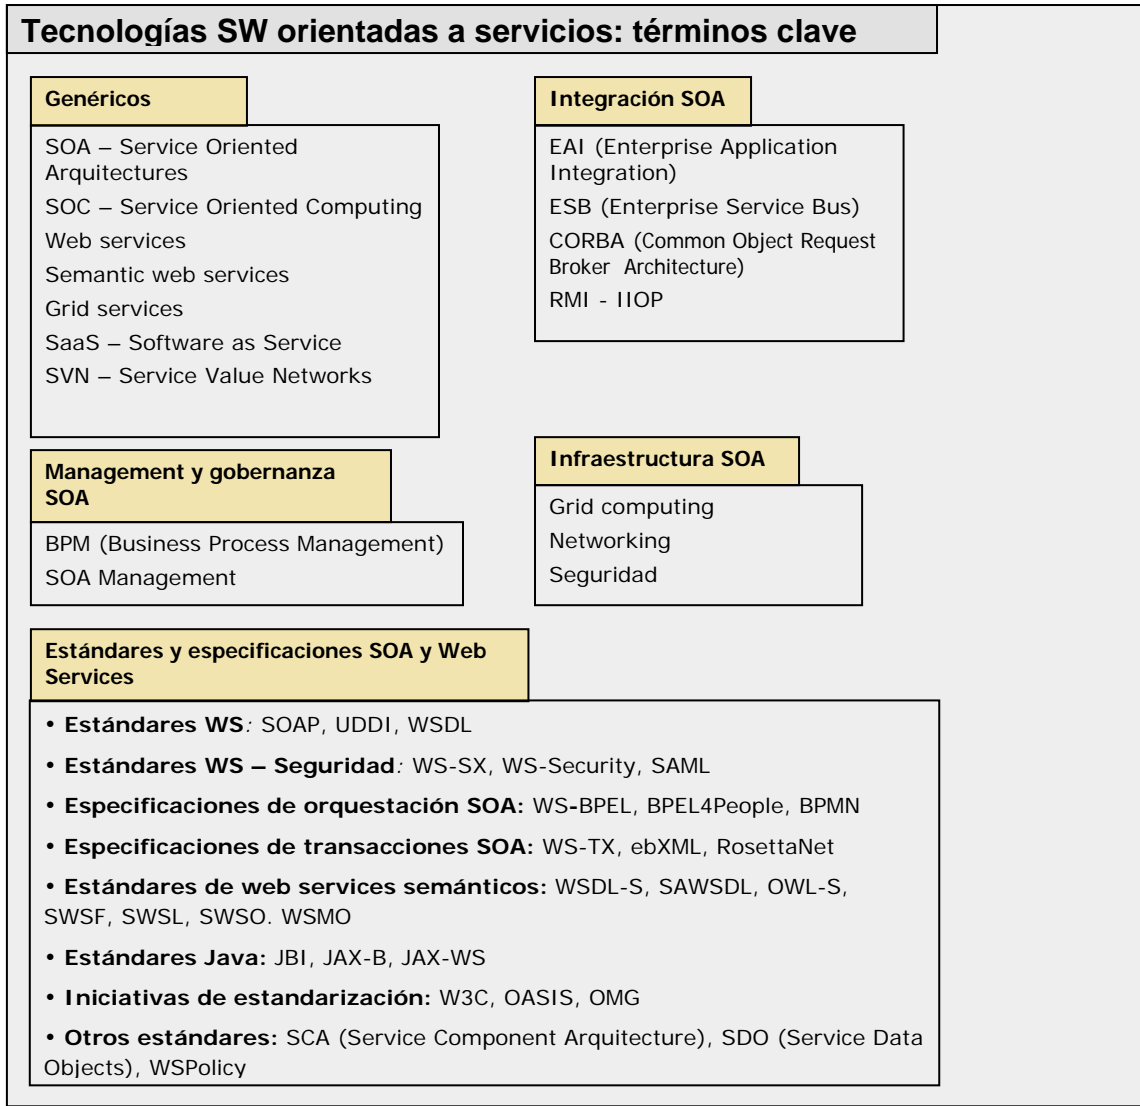 Tecnologías SW orientadas a servicios: términos clave
Genéricos
SOA – Service Oriented
Arquitectures
SOC – Service Oriented Computing
Web services
Semantic web services
Grid services
SaaS – Software as Service
SVN – Service Value Networks
Integración SOA
EAI (Enterprise Application
Integration)
ESB (Enterprise Service Bus)
CORBA (Common Object Request
Broker Architecture)
RMI - IIOP
Management y gobernanza
SOA
BPM (Business Process Management)
SOA Management
Infraestructura SOA
Grid computing
Networking
Seguridad
Estándares y especificaciones SOA y Web
Services
• Estándares WS: SOAP, UDDI, WSDL
• Estándares WS – Seguridad: WS-SX, WS-Security, SAML
• Especificaciones de orquestación SOA: WS-BPEL, BPEL4People, BPMN
• Especificaciones de transacciones SOA: WS-TX, ebXML, RosettaNet
• Estándares de web services semánticos: WSDL-S, SAWSDL, OWL-S,
SWSF, SWSL, SWSO. WSMO
• Estándares Java: JBI, JAX-B, JAX-WS
• Iniciativas de estandarización: W3C, OASIS, OMG
• Otros estándares: SCA (Service Component Arquitecture), SDO (Service Data
Objects), WSPolicy